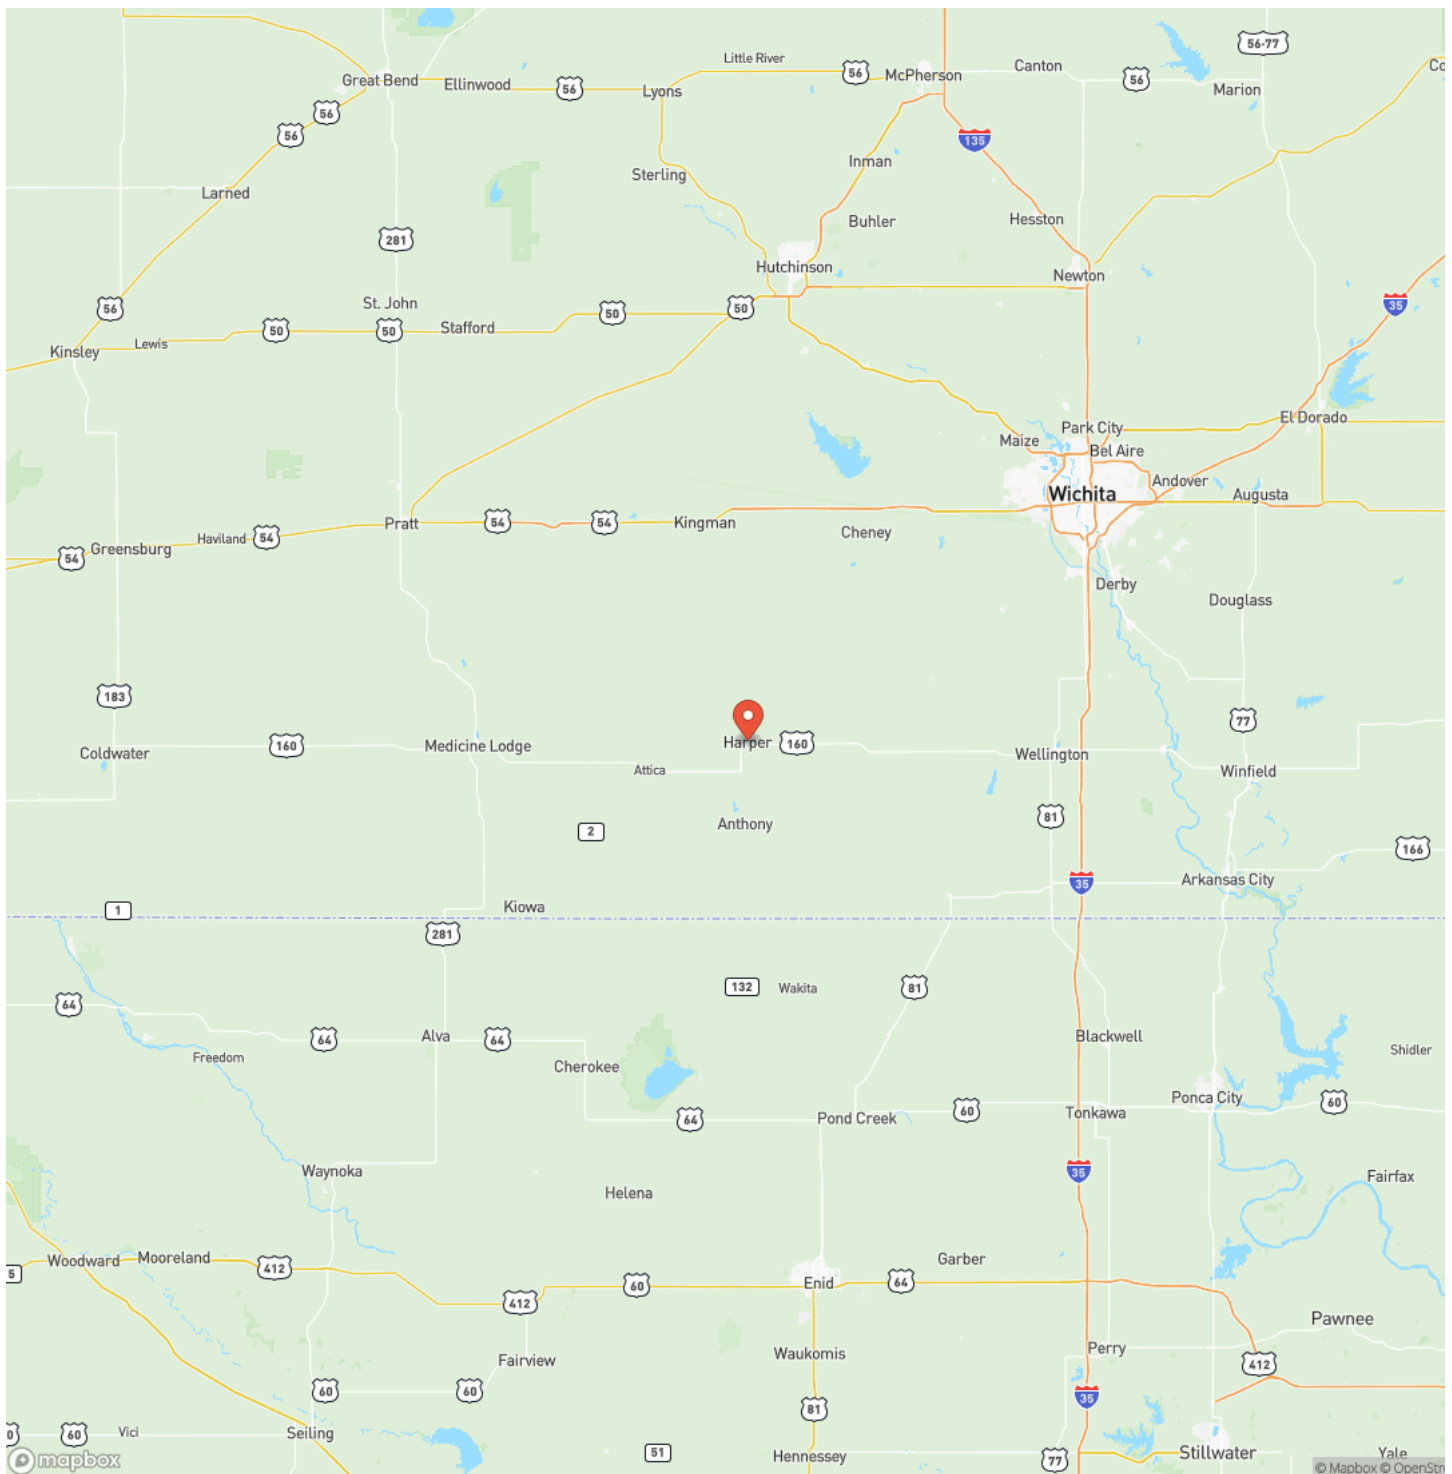 56-77
Little River
56
McPherson
Canton
56
Marion
Great Bend
Ellinwood
56
Lyons
56
56
135
Inman
Sterling
Larned
Buhler
Hesston
281
Hutchinson
Newton
56
St. John
50
50
35
50
50
Stafford
Lewis
Kinsley
El Dorado
Park City
Maize
Bel Aire
Andover
Wichita
Augusta
Pratt
54
54
Kingman
Cheney
Haviland
54
Greensburg
54
Derby
Douglass
183
77
Coldwater
160
Medicine Lodge
Harper
160
Wellington
Attica
Winfield
81
Anthony
2
166
35
Arkansas City
1
Kiowa
281
132
Wakita
81
64
64
Alva
64
Blackwell
Freedom
Cherokee
Shidler
Ponca City
60
64
Pond Creek
60
Tonkawa
Waynoka
35
Fairfax
Helena
Woodward
Mooreland
412
Garber
5
60
Enid
64
412
Pawnee
Waukomis
Perry
Fairview
412
60
60
35
81
0
60
Vici
Seiling
51
Hennessey
77
Stillwater
Yale
mapbox
© Mapbox © OpenStre